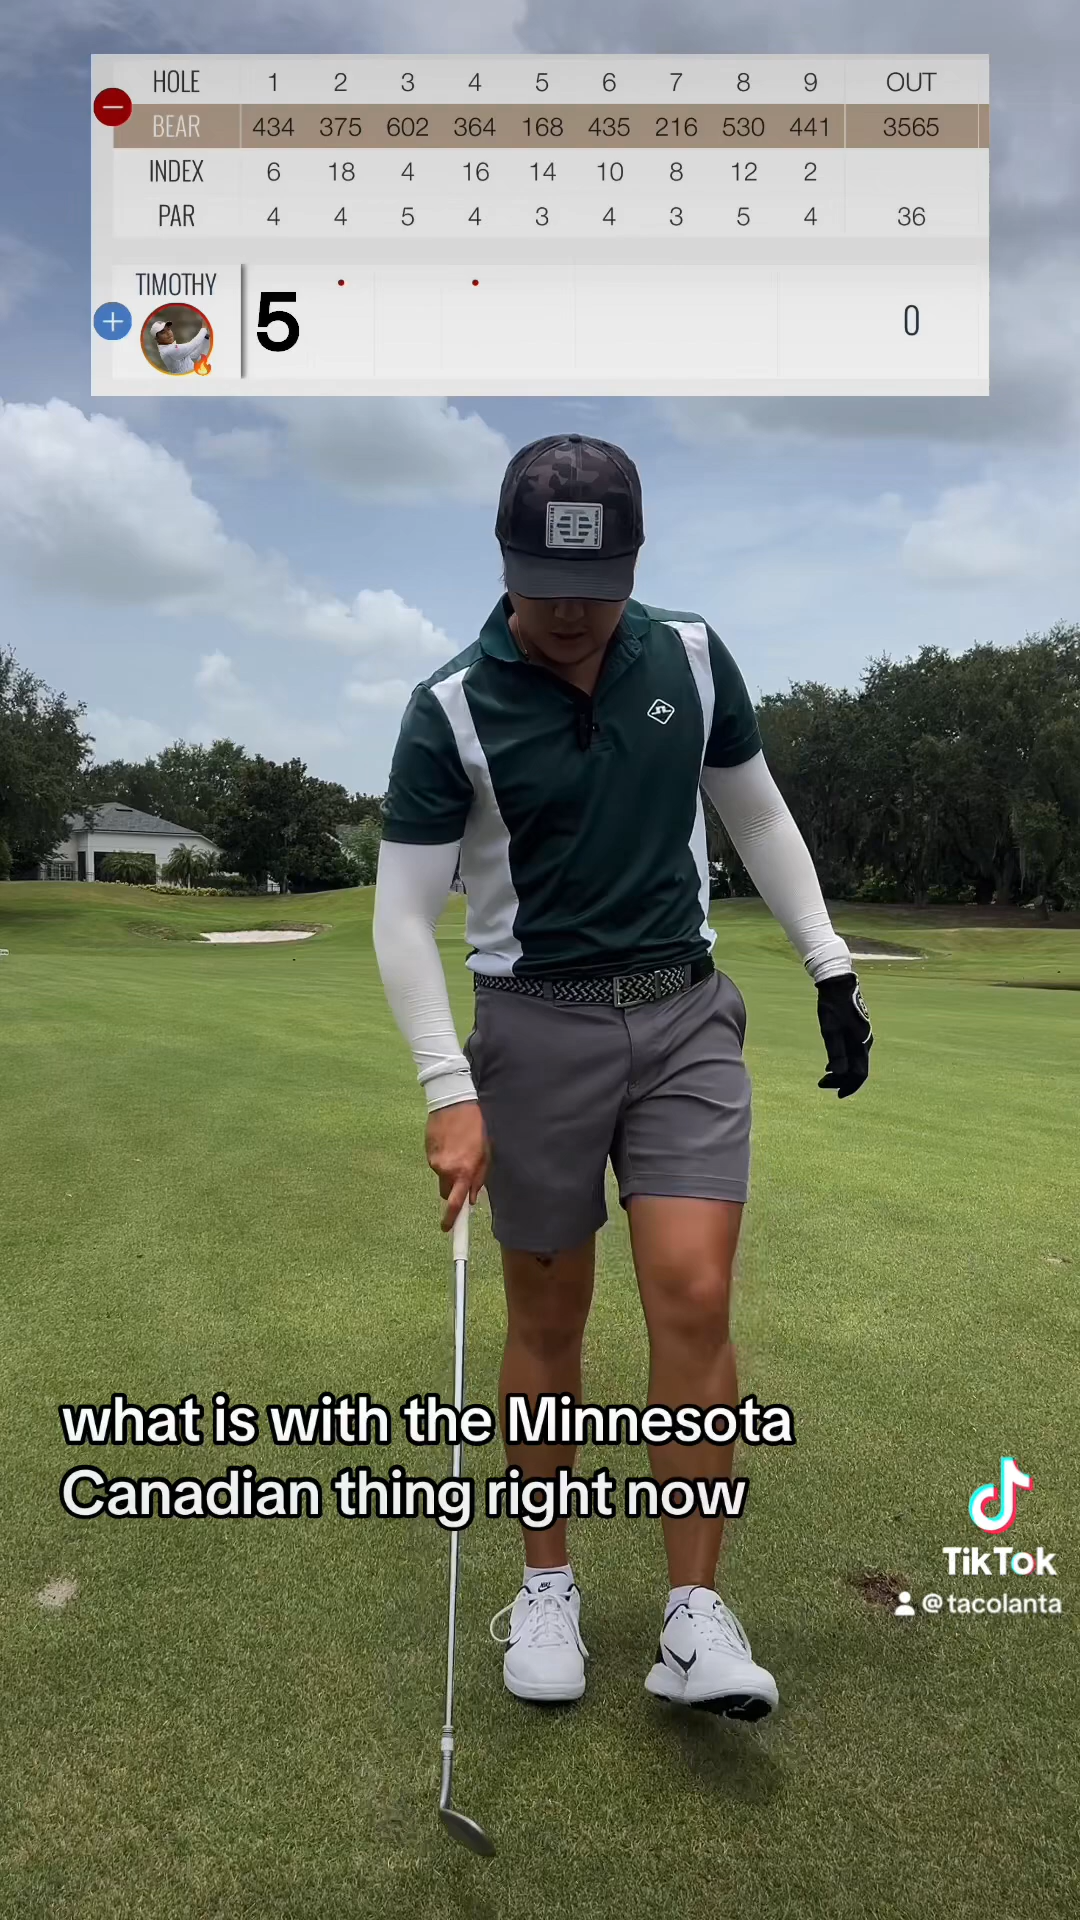 HOLE 1 2 3 4 5 6 7 8 9 OUT
BEAR 434 375 602 364 168 435 216 530 441 3565
INDEX 6 18 4 16 14 10 8 12 2
PAR 4 4 5 4 3 4 3 5 4 36
TIMOTHY 5 0
what is with the Minnesota
Canadian thing right now
TikTok
@tacolanta